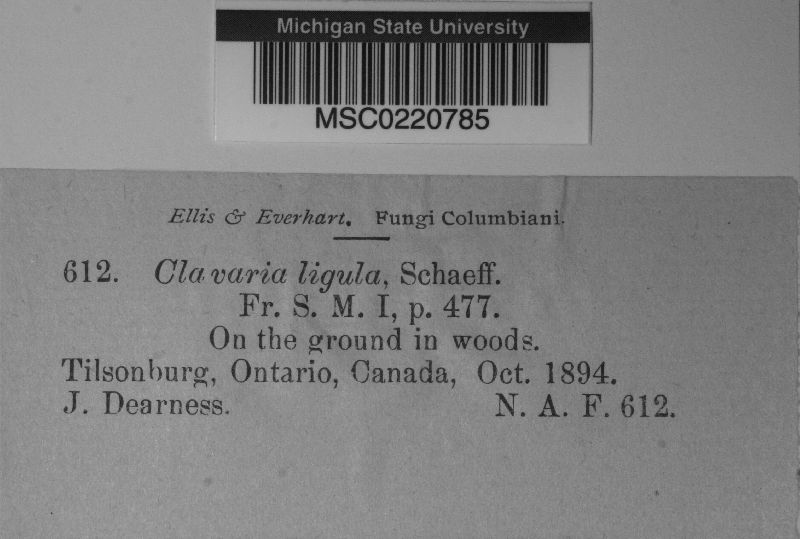 Michigan State University
MSC0220785
Ellis & Everhart. Fungi Columbiani.
612. Clavaria ligula, Schaeff.
Fr. S. M. I, p. 477.
On the ground in woods.
Tilsonburg, Ontario, Canada, Oct. 1894.
J. Dearness. N. A. F. 612.